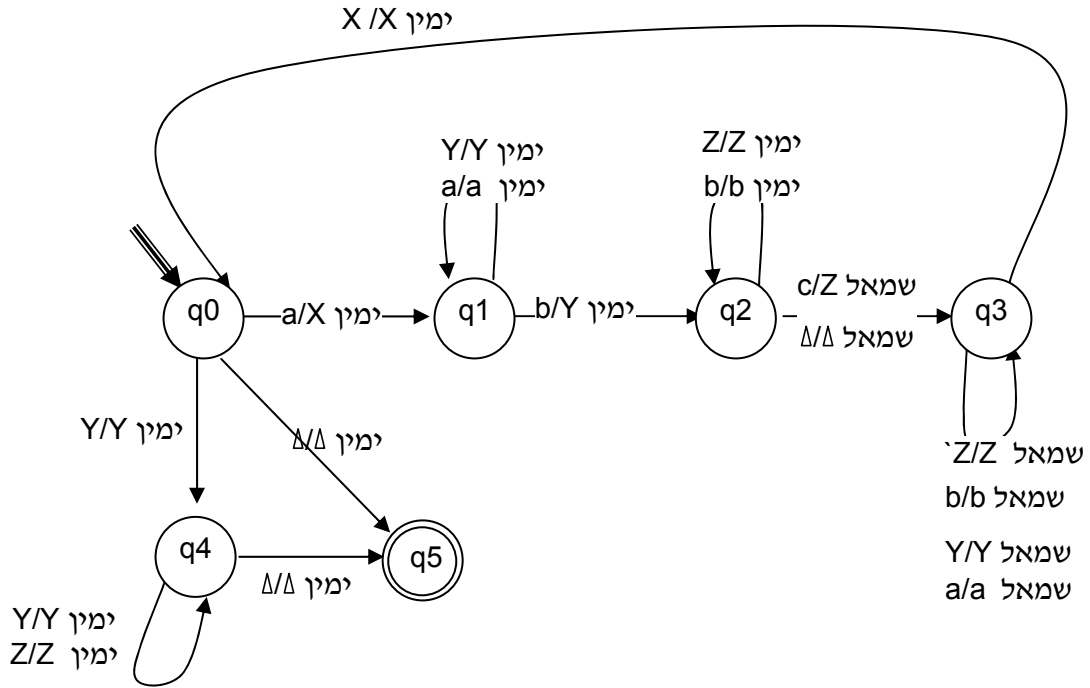 X /X ימין
Y/Y ימין
a/a ימין
Z/Z ימין
b/b ימין
q0
a/X ימין
q1
b/Y ימין
q2
c/Z שמאל
Δ/Δ שמאל
q3
Y/Y ימין
Δ/Δ ימין
`Z/Z שמאל
b/b שמאל
Y/Y שמאל
a/a שמאל
q4
Δ/Δ ימין
q5
Y/Y ימין
Z/Z ימין